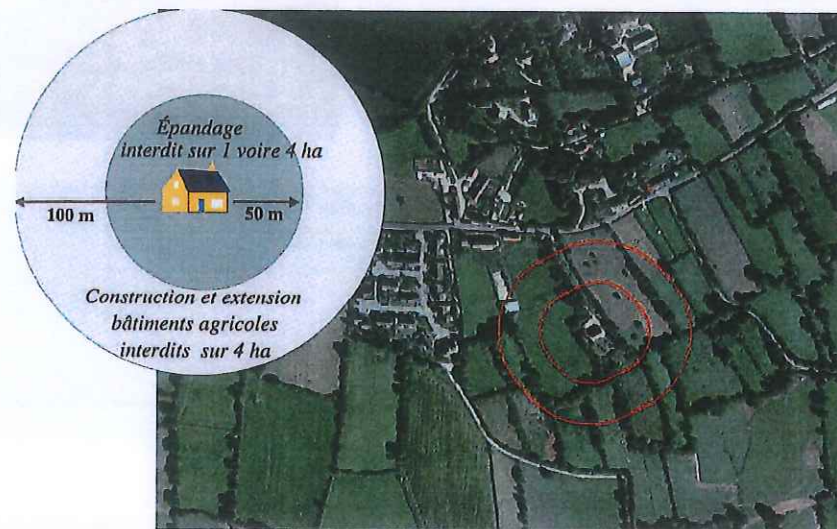 Épandage
interdit sur 1 voire 4 ha
100 m
50 m
Construction et extension
bâtiments agricoles
interdits sur 4 ha